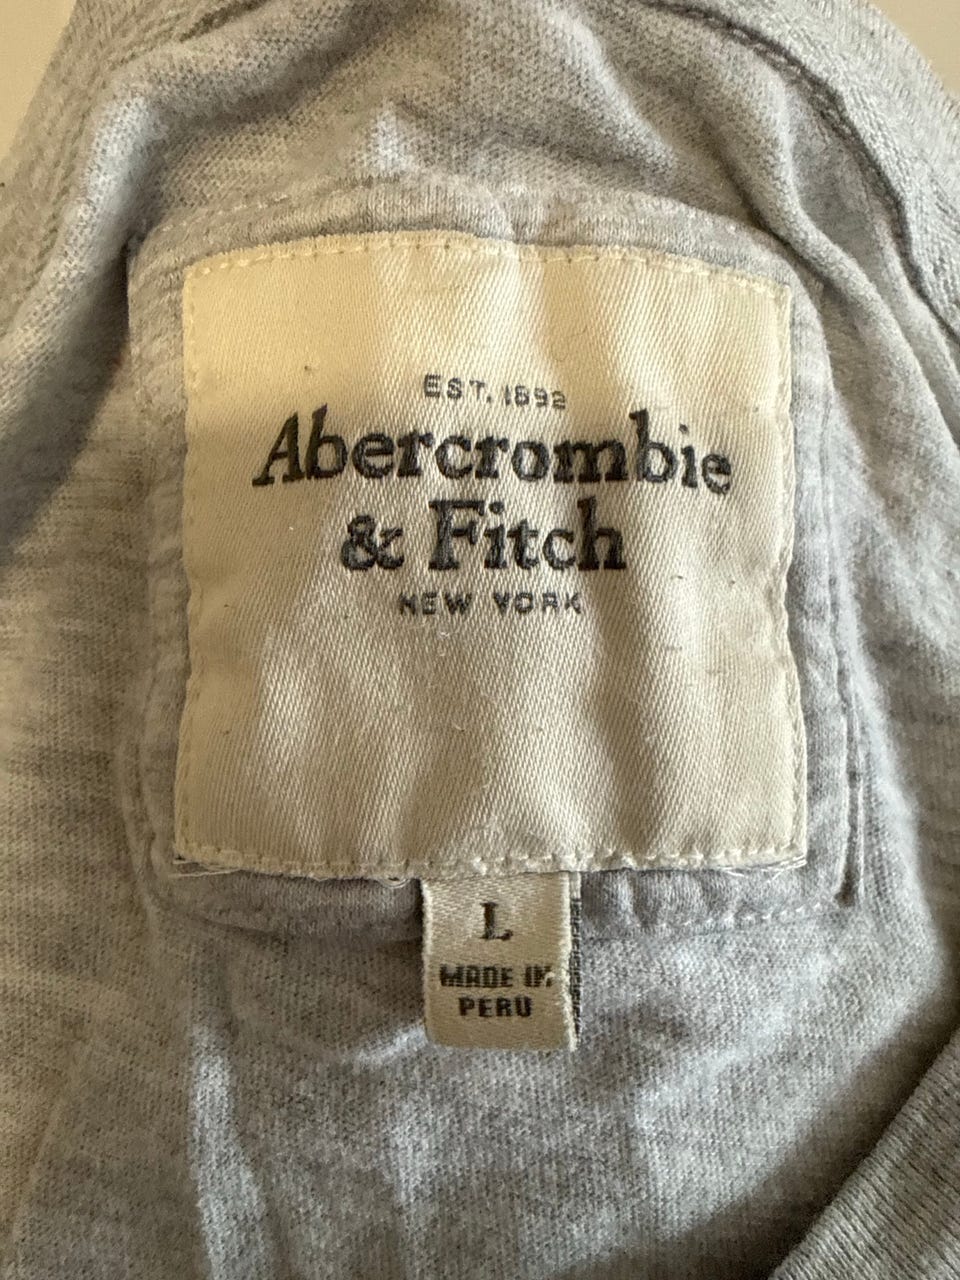 EST. 1892
Abercrombie
& Fitch
NEW YORK
L
MADE IN
PERU